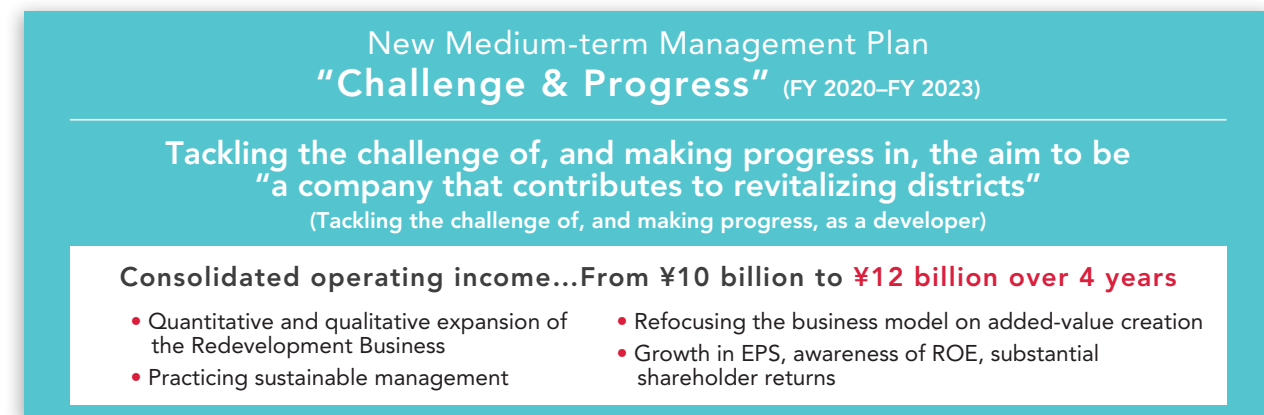 New Medium-term Management Plan
“Challenge & Progress” (FY 2020–FY 2023)
Tackling the challenge of, and making progress in, the aim to be
“a company that contributes to revitalizing districts”
(Tackling the challenge of, and making progress, as a developer)
Consolidated operating income...From ¥10 billion to ¥12 billion over 4 years
• Quantitative and qualitative expansion of
the Redevelopment Business
• Practicing sustainable management
• Refocusing the business model on added-value creation
• Growth in EPS, awareness of ROE, substantial
shareholder returns